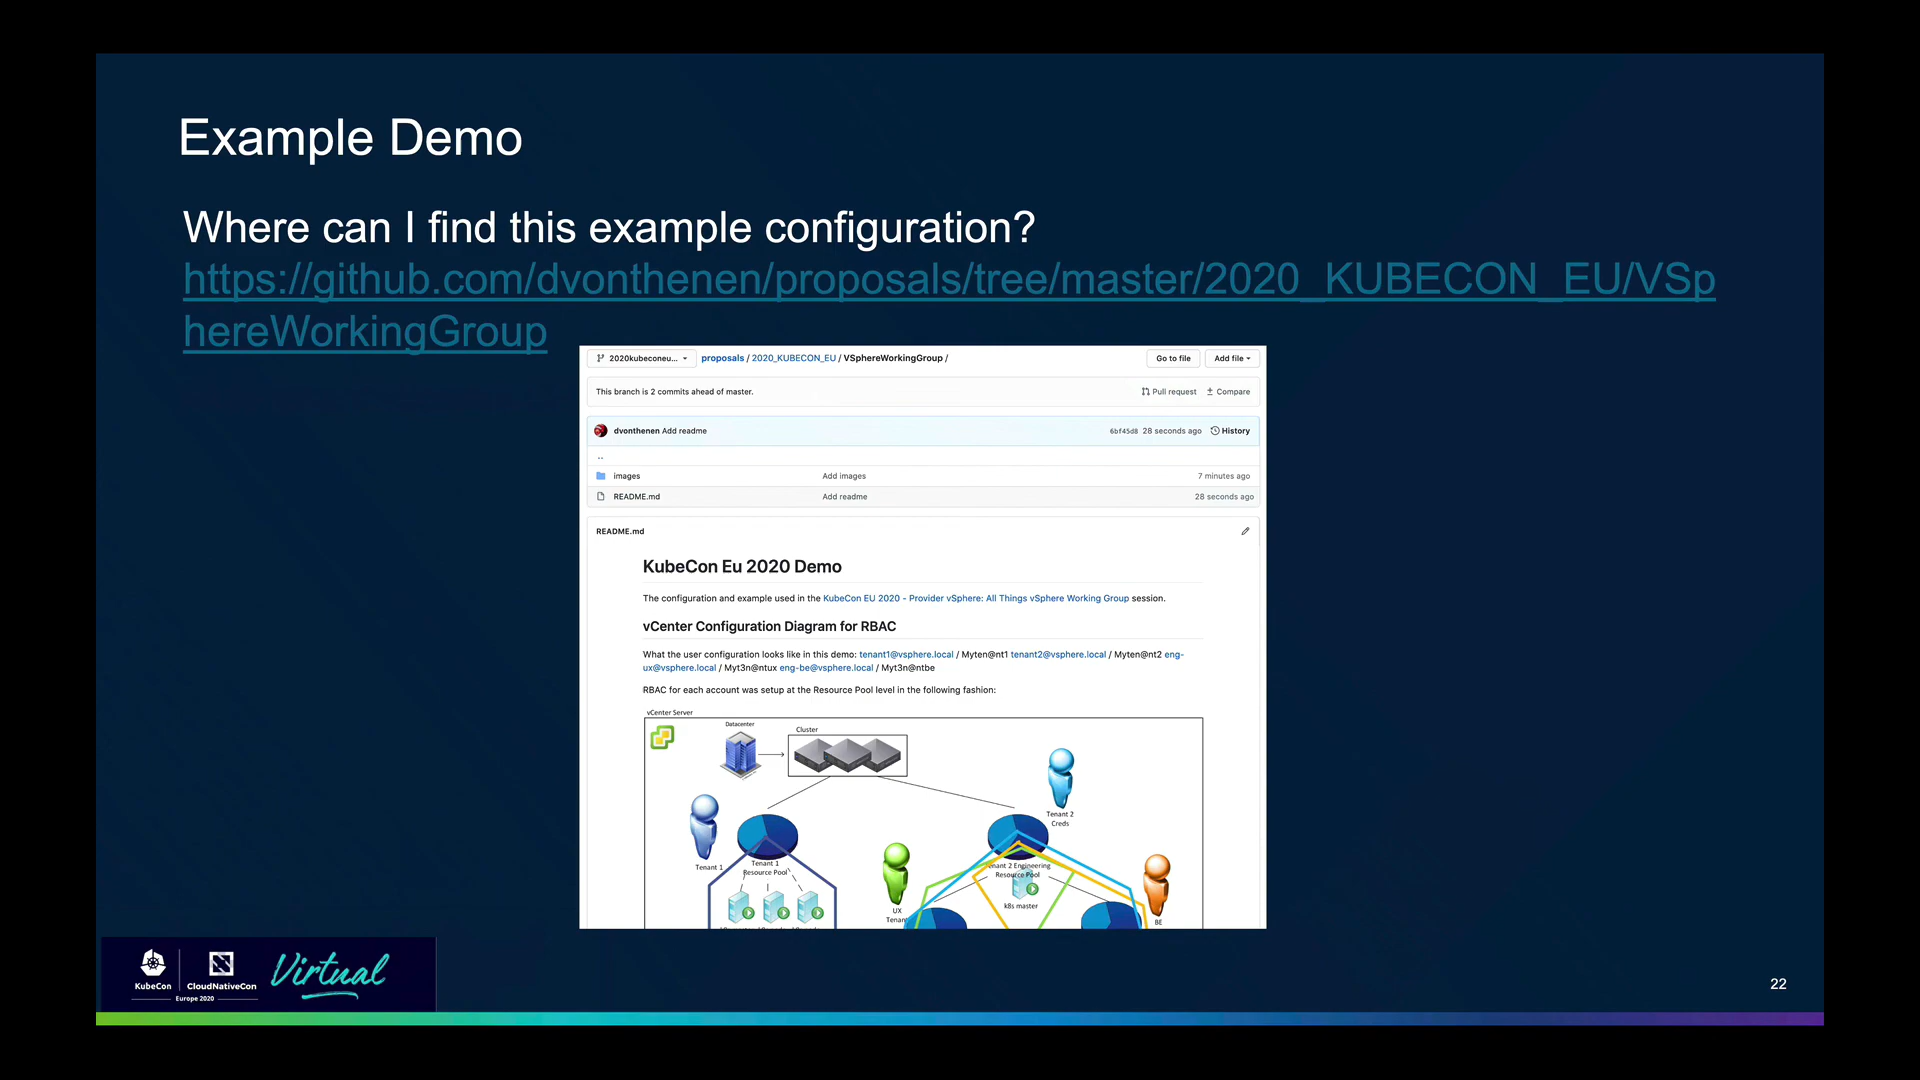 Example Demo
Where can I find this example configuration?
https://github.com/dvonthenen/proposals/tree/master/2020_KUBECON_EU/VSp
hereWorkingGroup
2020kubeconeu... proposals / 2020_KUBECON_EU / VSphereWorkingGroup / Go to file Add file
This branch is 2 commits ahead of master. Pull request Compare
dvonthenen Add readme 6bf45d8 28 seconds ago History
..
images Add images 7 minutes ago
README.md Add readme 28 seconds ago
README.md
KubeCon Eu 2020 Demo
The configuration and example used in the KubeCon EU 2020 - Provider vSphere: All Things vSphere Working Group session.
vCenter Configuration Diagram for RBAC
What the user configuration looks like in this demo: tenant1@vsphere.local / Myten@nt1 tenant2@vsphere.local / Myten@nt2 eng-
ux@vsphere.local / Myt3n@ntux eng-be@vsphere.local / Myt3n@ntbe
RBAC for each account was setup at the Resource Pool level in the following fashion:
vCenter Server
Datacenter
Cluster
Tenant 2
Creds
Tenant 1
Tenant 1
Resource Pool
Tenant 2 Engineering
Resource Pool
k8s master
UX
Tenant
BE
KubeCon CloudNativeCon
Europe 2020
Virtual
22